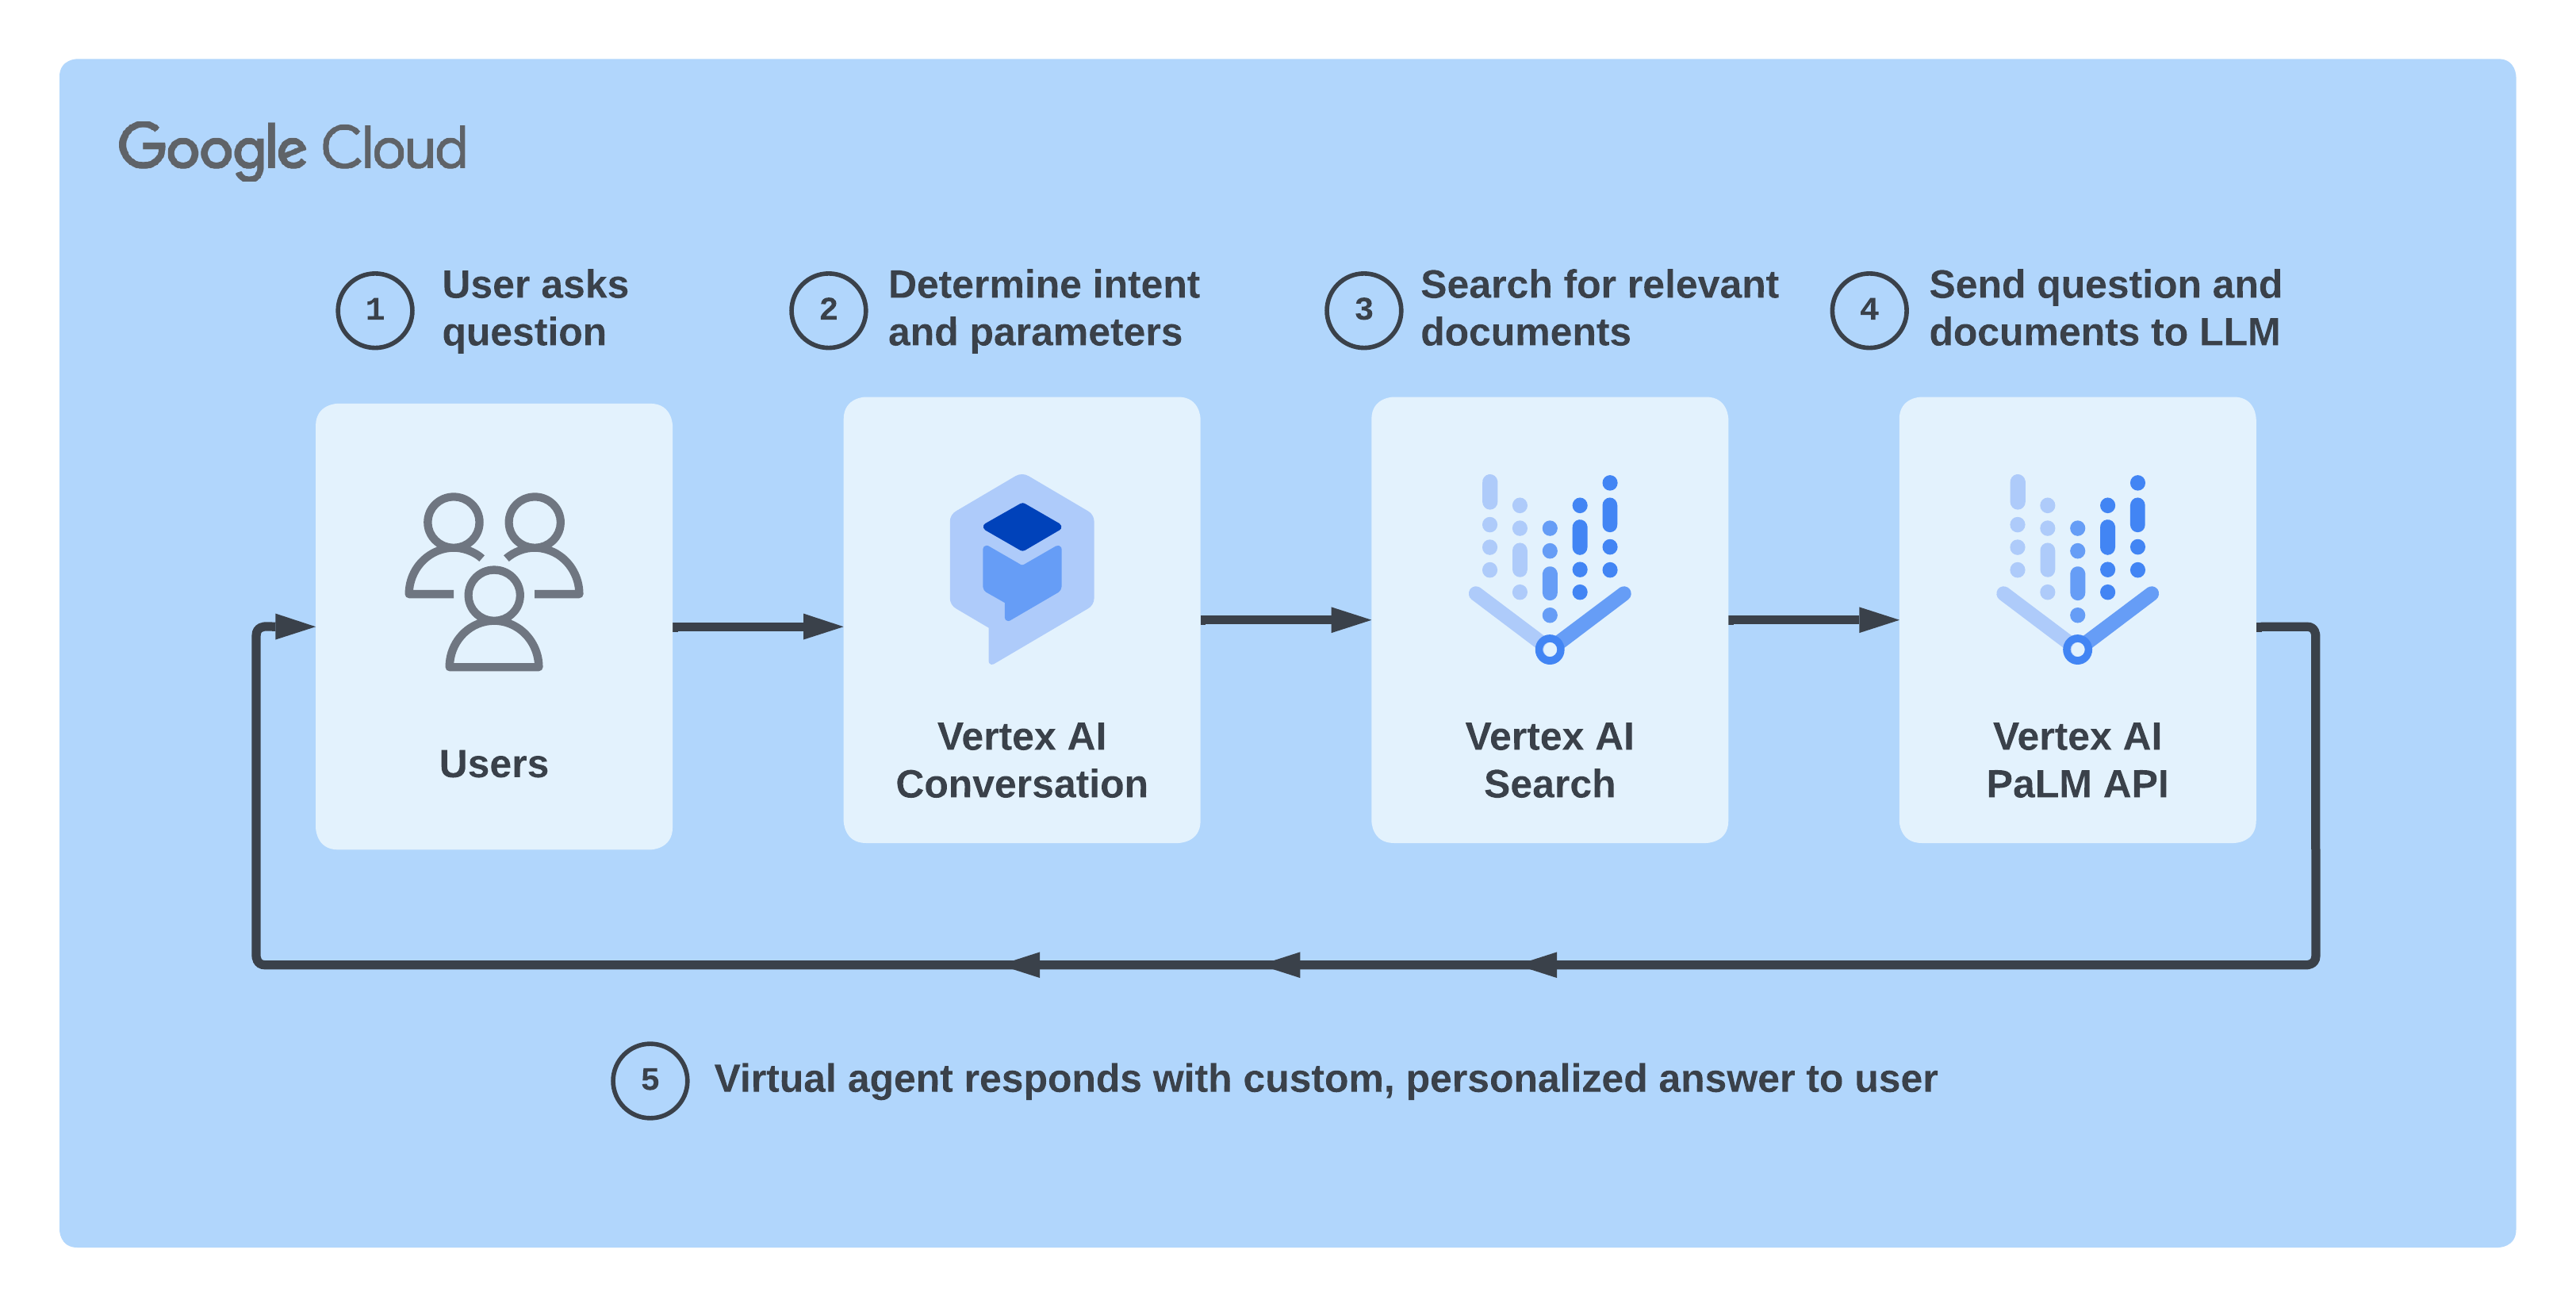 Google Cloud
1
User asks
question
2
Determine intent
and parameters
3
Search for relevant
documents
4
Send question and
documents to LLM
Users
Vertex AI
Conversation
Vertex AI
Search
Vertex AI
PaLM API
5
Virtual agent responds with custom, personalized answer to user